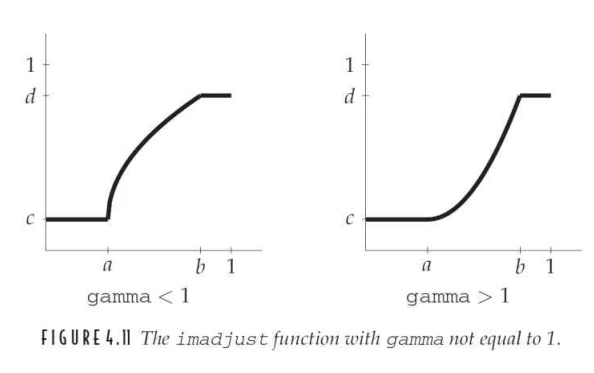 1
1
d
d
c
c
a
b
1
a
b
1
gamma < 1
gamma > 1
FIGURE 4.11 The imadjust function with gamma not equal to 1.